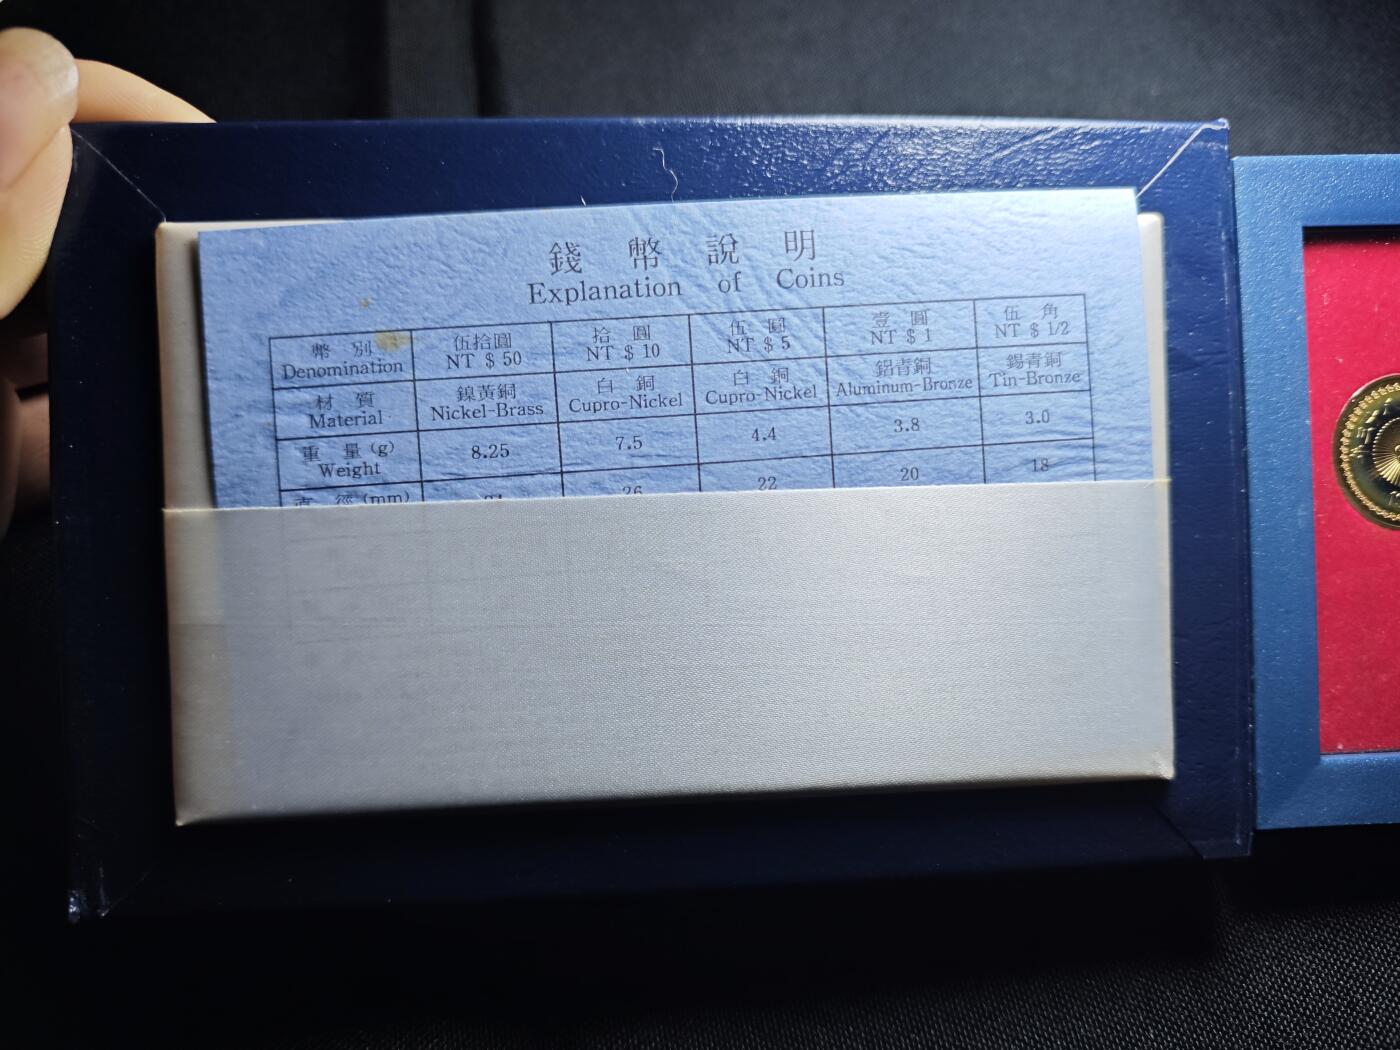 錢幣說明
Explanation of Coins
幣別 伍拾圓 拾圓 伍圓 壹圓 伍角
Denomination NT $ 50 NT $ 10 NT $ 5 NT $ 1 NT $ 1/2
材質 鎳黃銅 白銅 白銅 鋁青銅 錫青銅
Material Nickel-Brass Cupro-Nickel Cupro-Nickel Aluminum-Bronze Tin-Bronze
重量(g) 8.25 7.5 4.4 3.8 3.0
Weight
直徑(mm) 26 22 20 18